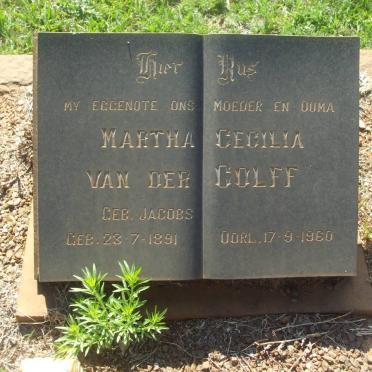 Hier Rus
MY EGGENOTE ONS MOEDER EN OUMA
MARTHA CECILIA
VAN DER COLFF
GEB. JACOBS
GEB. 23-7-1891 OORL. 17-9-1960